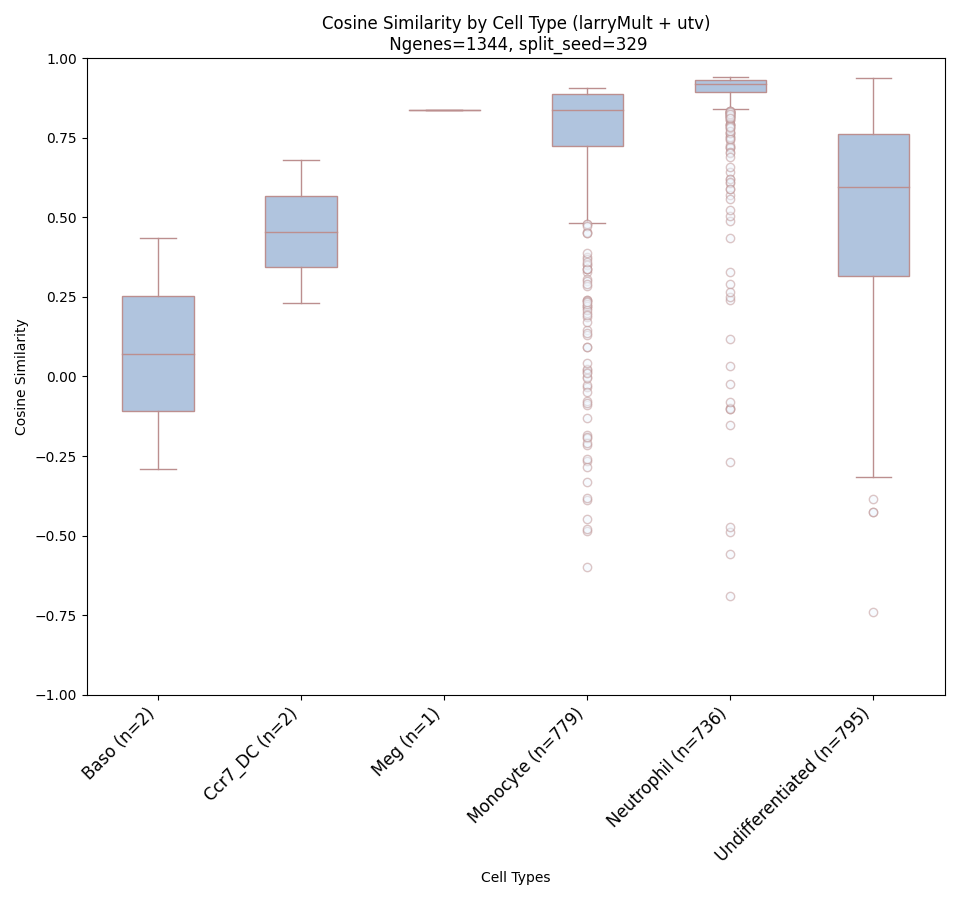 Cosine Similarity by Cell Type (larryMult + utv)
Ngenes=1344, split_seed=329
1.00
0.75
0.50
0.25
0.00
−0.25
−0.50
−0.75
−1.00
Cosine Similarity
Baso (n=2)
Ccr7_DC (n=2)
Meg (n=1)
Monocyte (n=779)
Neutrophil (n=736)
Undifferentiated (n=795)
Cell Types